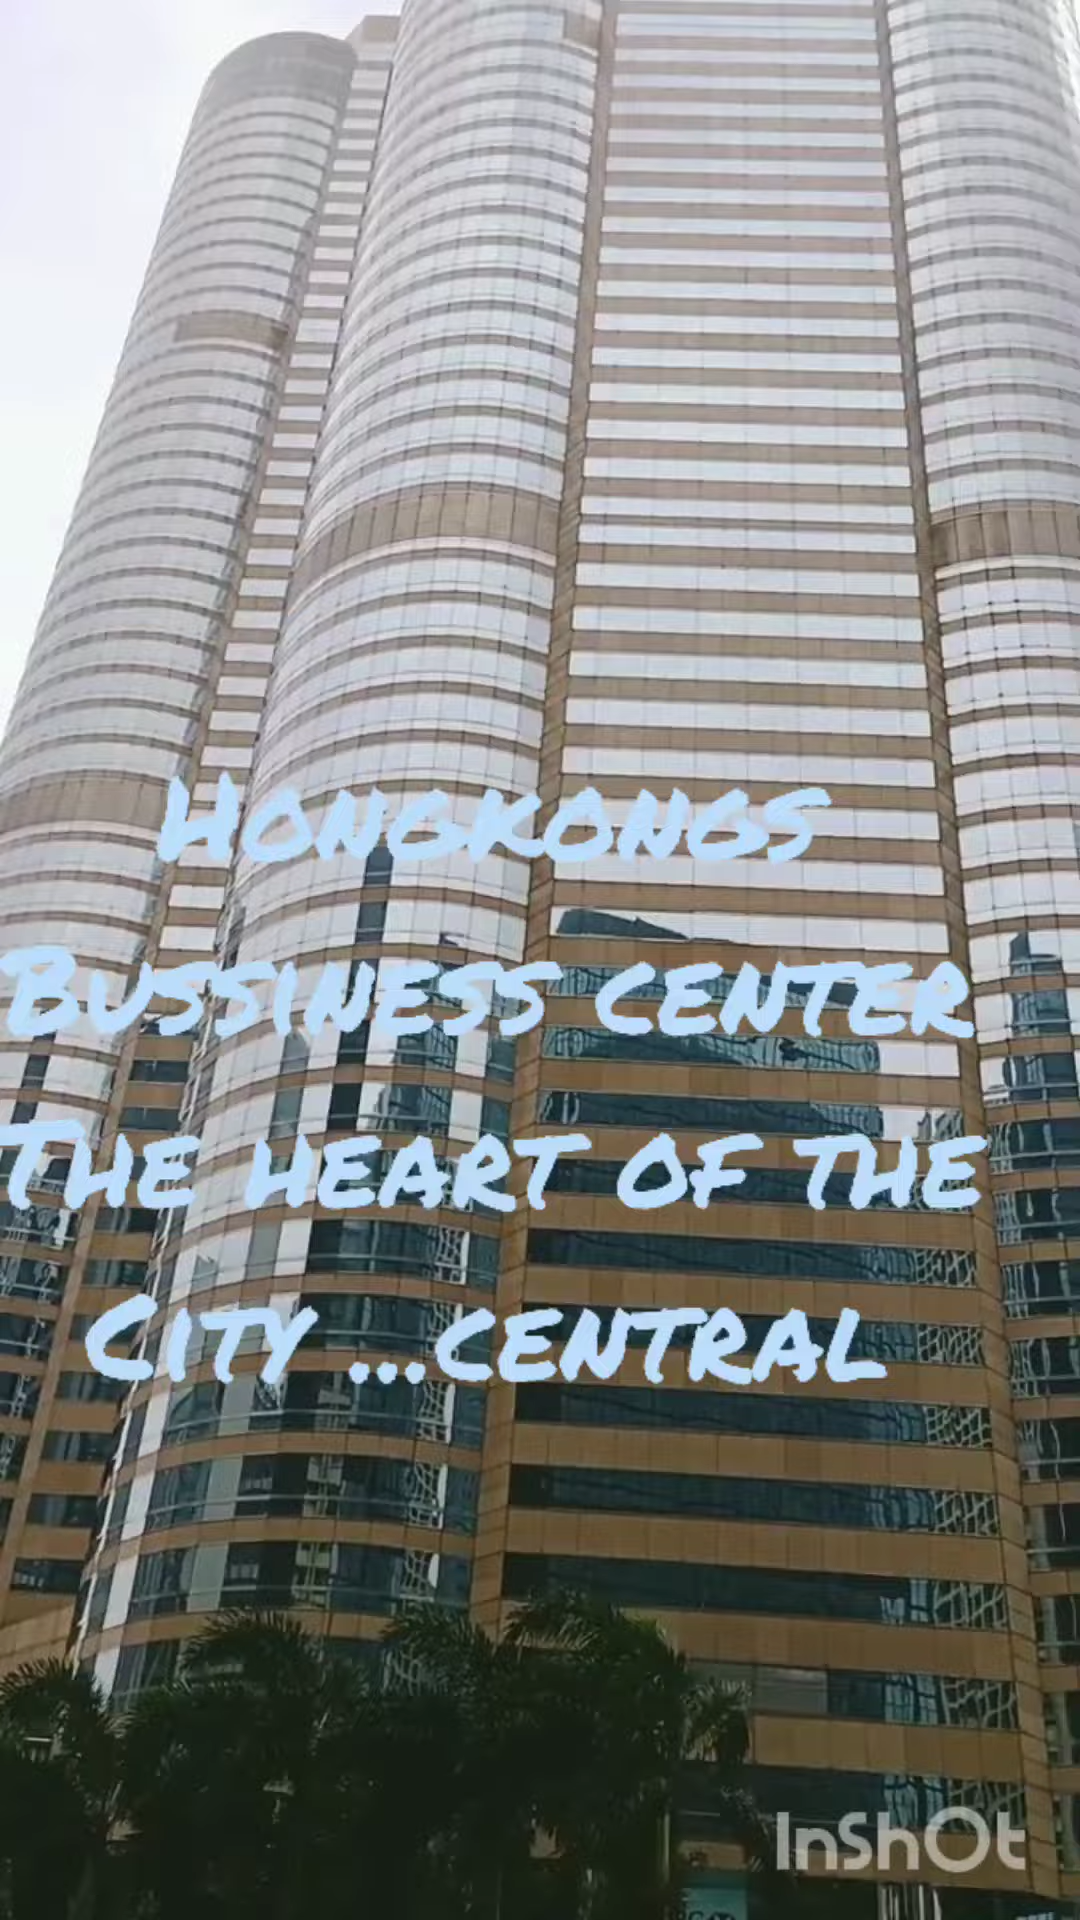 Hongkongs
Bussiness center
The heart of the
City ...central
InShOt